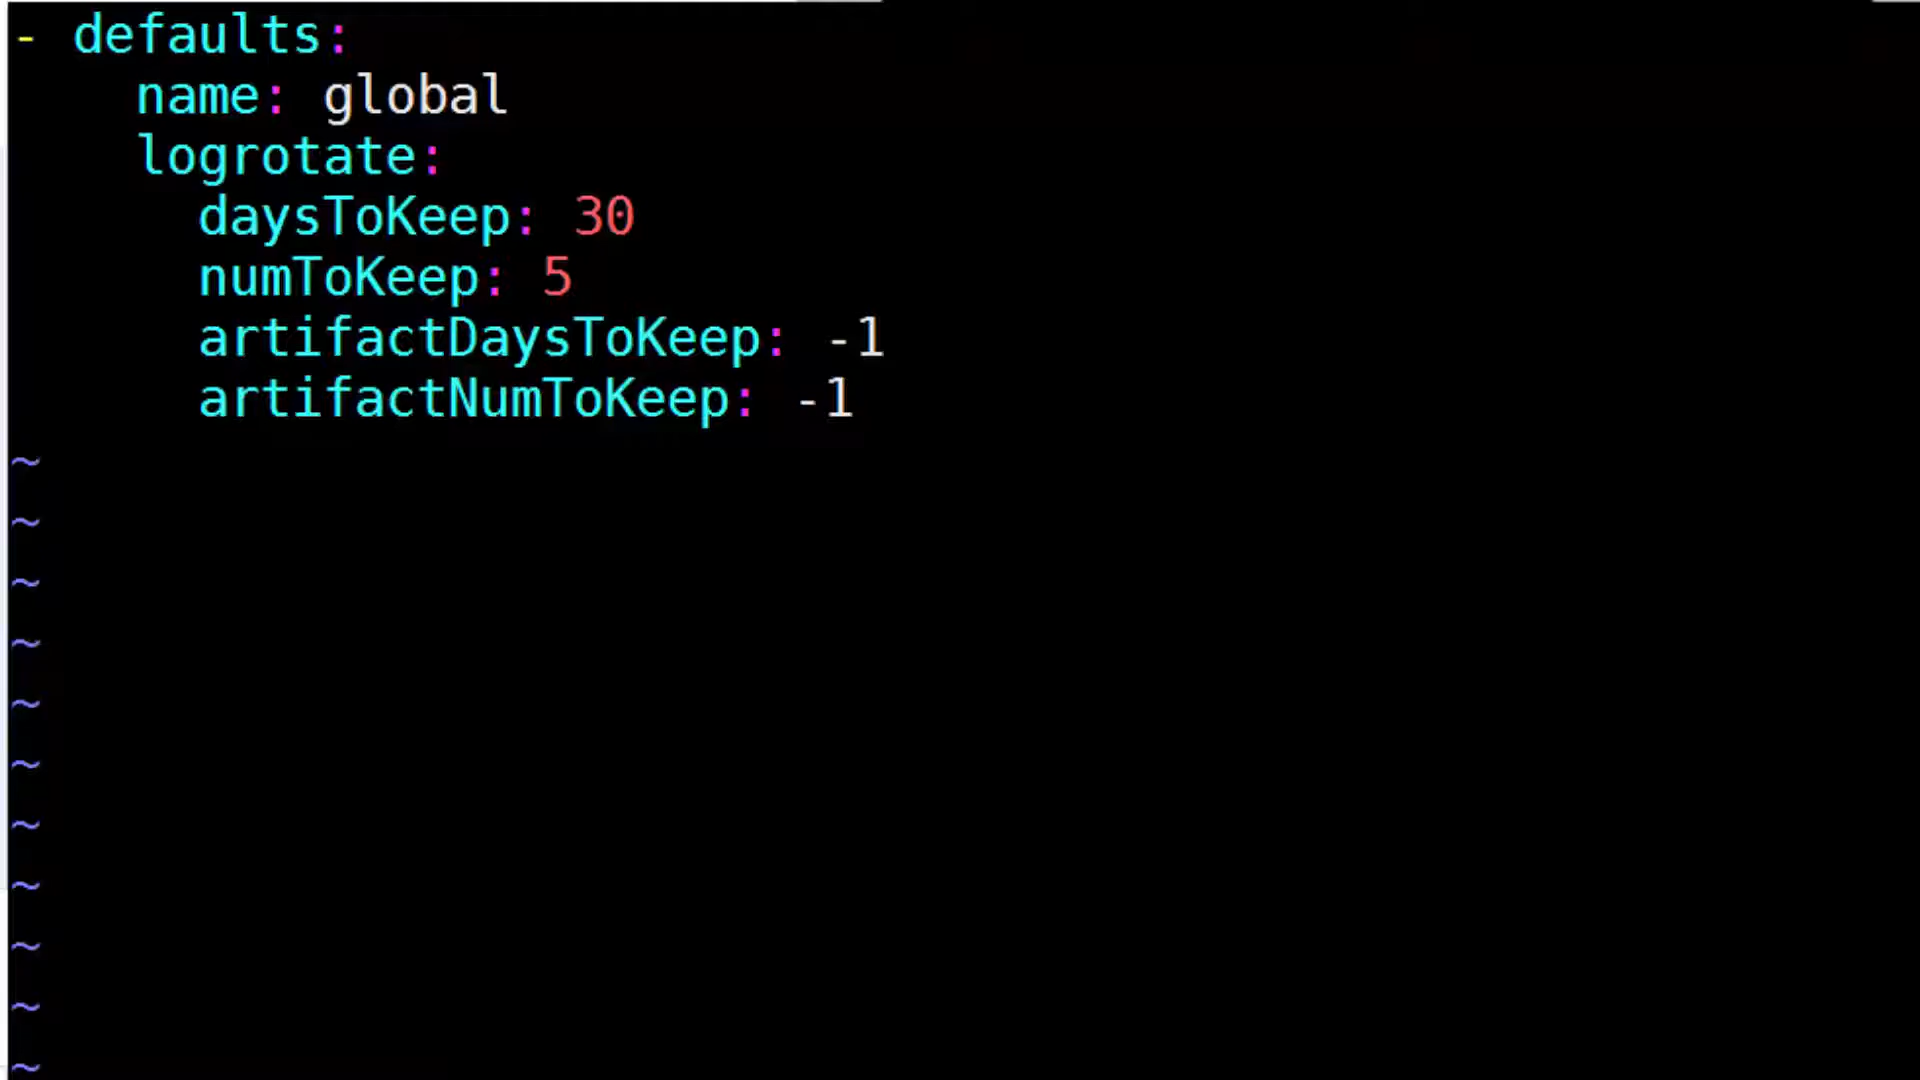 - defaults:
    name: global
    logrotate:
      daysToKeep: 30
      numToKeep: 5
      artifactDaysToKeep: -1
      artifactNumToKeep: -1
~
~
~
~
~
~
~
~
~
~
~